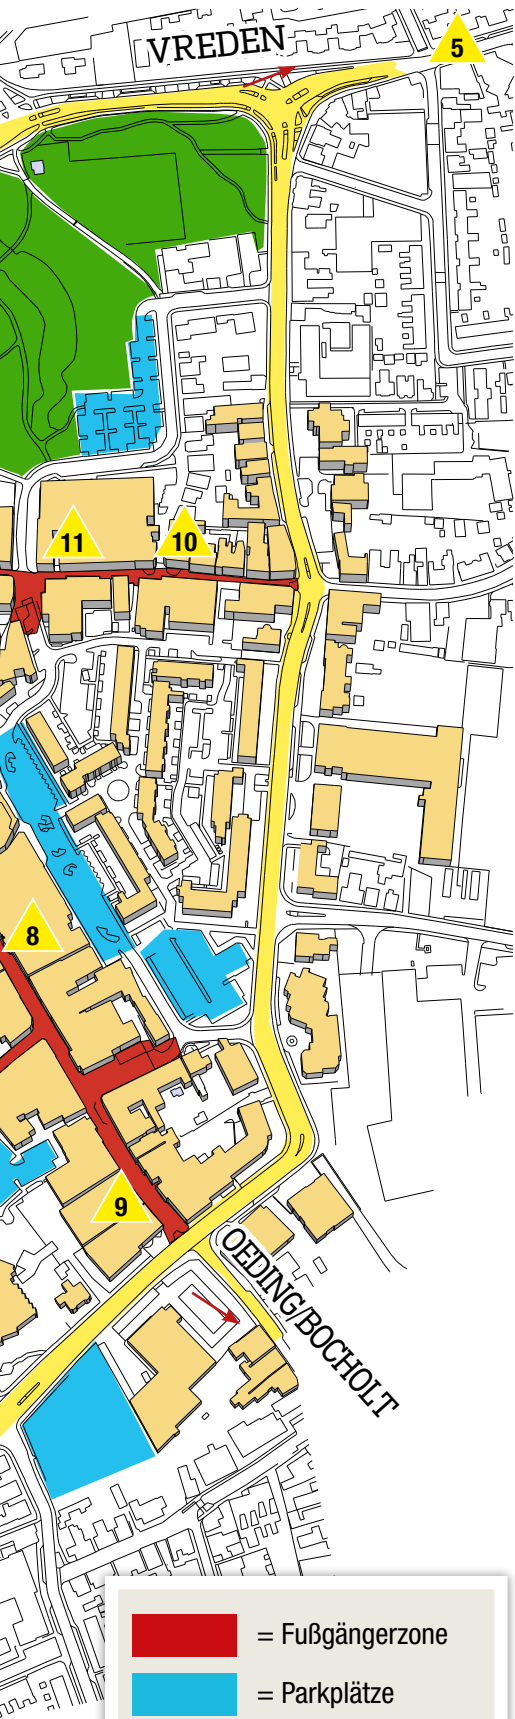 VREDEN
5
11
10
8
9
OEDING/BOCHOLT
= Fußgängerzone
= Parkplätze